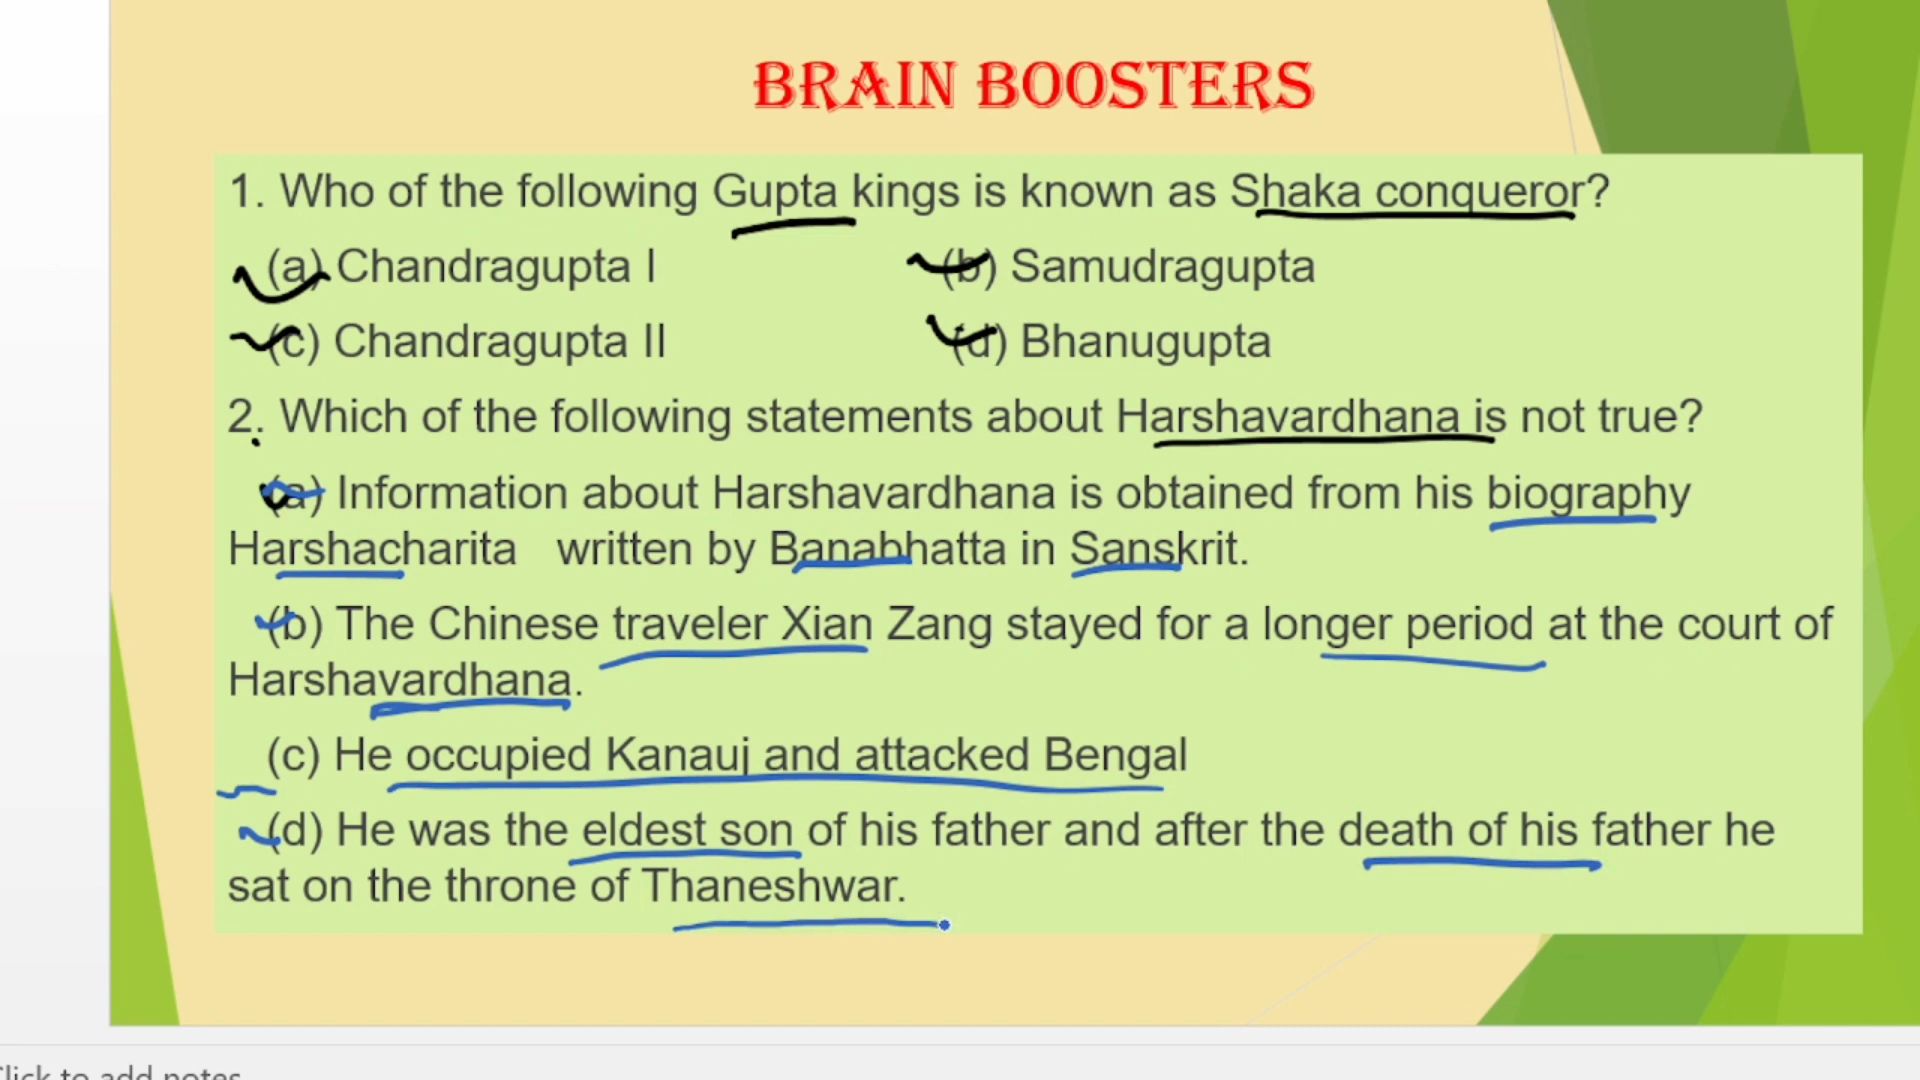 BRAIN BOOSTERS
1. Who of the following Gupta kings is known as Shaka conqueror?
(a) Chandragupta I (b) Samudragupta
(c) Chandragupta II (d) Bhanugupta
2. Which of the following statements about Harshavardhana is not true?
(a) Information about Harshavardhana is obtained from his biography
Harshacharita written by Banabhatta in Sanskrit.
(b) The Chinese traveler Xian Zang stayed for a longer period at the court of
Harshavardhana.
(c) He occupied Kanauj and attacked Bengal
(d) He was the eldest son of his father and after the death of his father he
sat on the throne of Thaneshwar.
Click to add notes